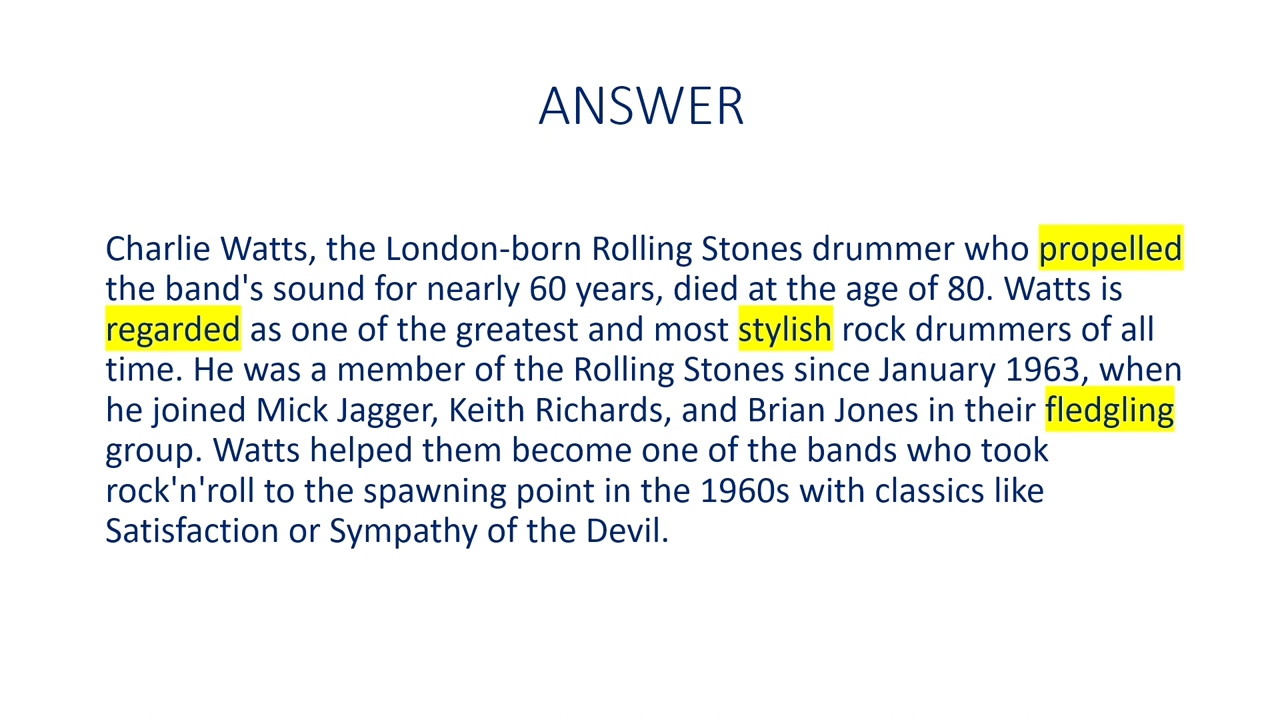 ANSWER
Charlie Watts, the London-born Rolling Stones drummer who propelled
the band's sound for nearly 60 years, died at the age of 80. Watts is
regarded as one of the greatest and most stylish rock drummers of all
time. He was a member of the Rolling Stones since January 1963, when
he joined Mick Jagger, Keith Richards, and Brian Jones in their fledgling
group. Watts helped them become one of the bands who took
rock'n'roll to the spawning point in the 1960s with classics like
Satisfaction or Sympathy of the Devil.